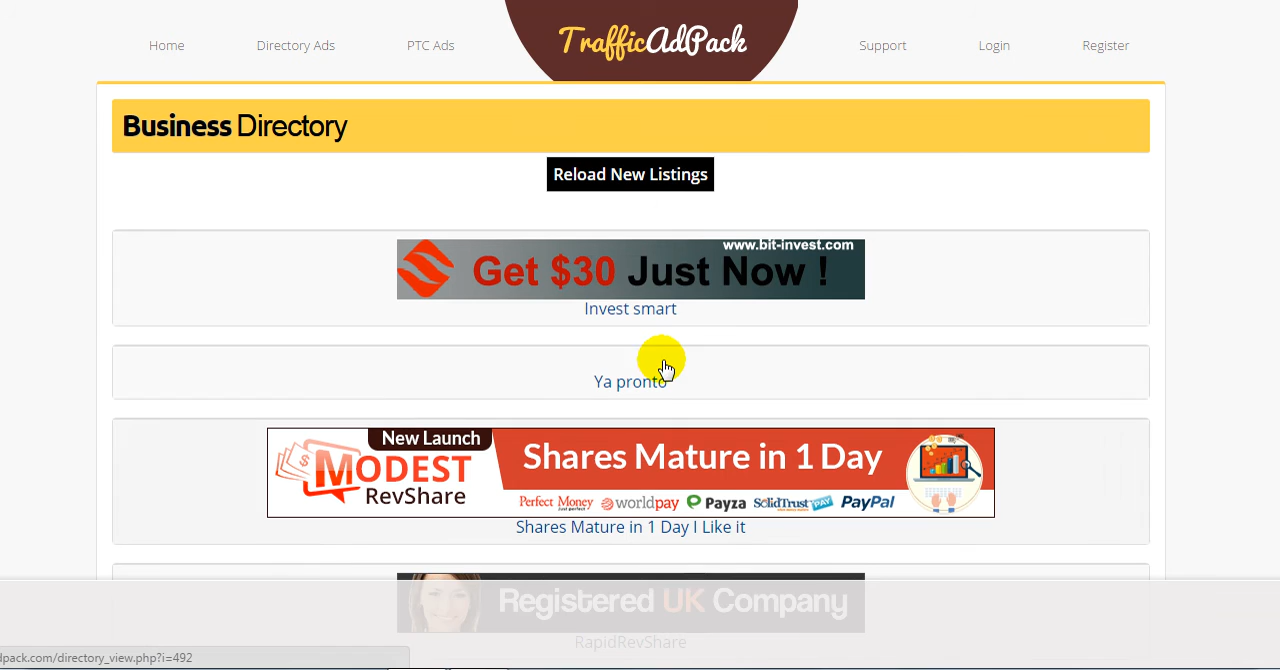 Home Directory Ads PTC Ads TrafficAdPack Support Login Register
Business Directory
Reload New Listings
www.bit-invest.com
Get $30 Just Now !
Invest smart
Ya pronto
New Launch
MODEST
RevShare
Shares Mature in 1 Day
Perfect Money worldpay Payza SolidTrust PAY PayPal
Shares Mature in 1 Day I Like it
Registered UK Company
RapidRevShare
dpack.com/directory_view.php?i=492